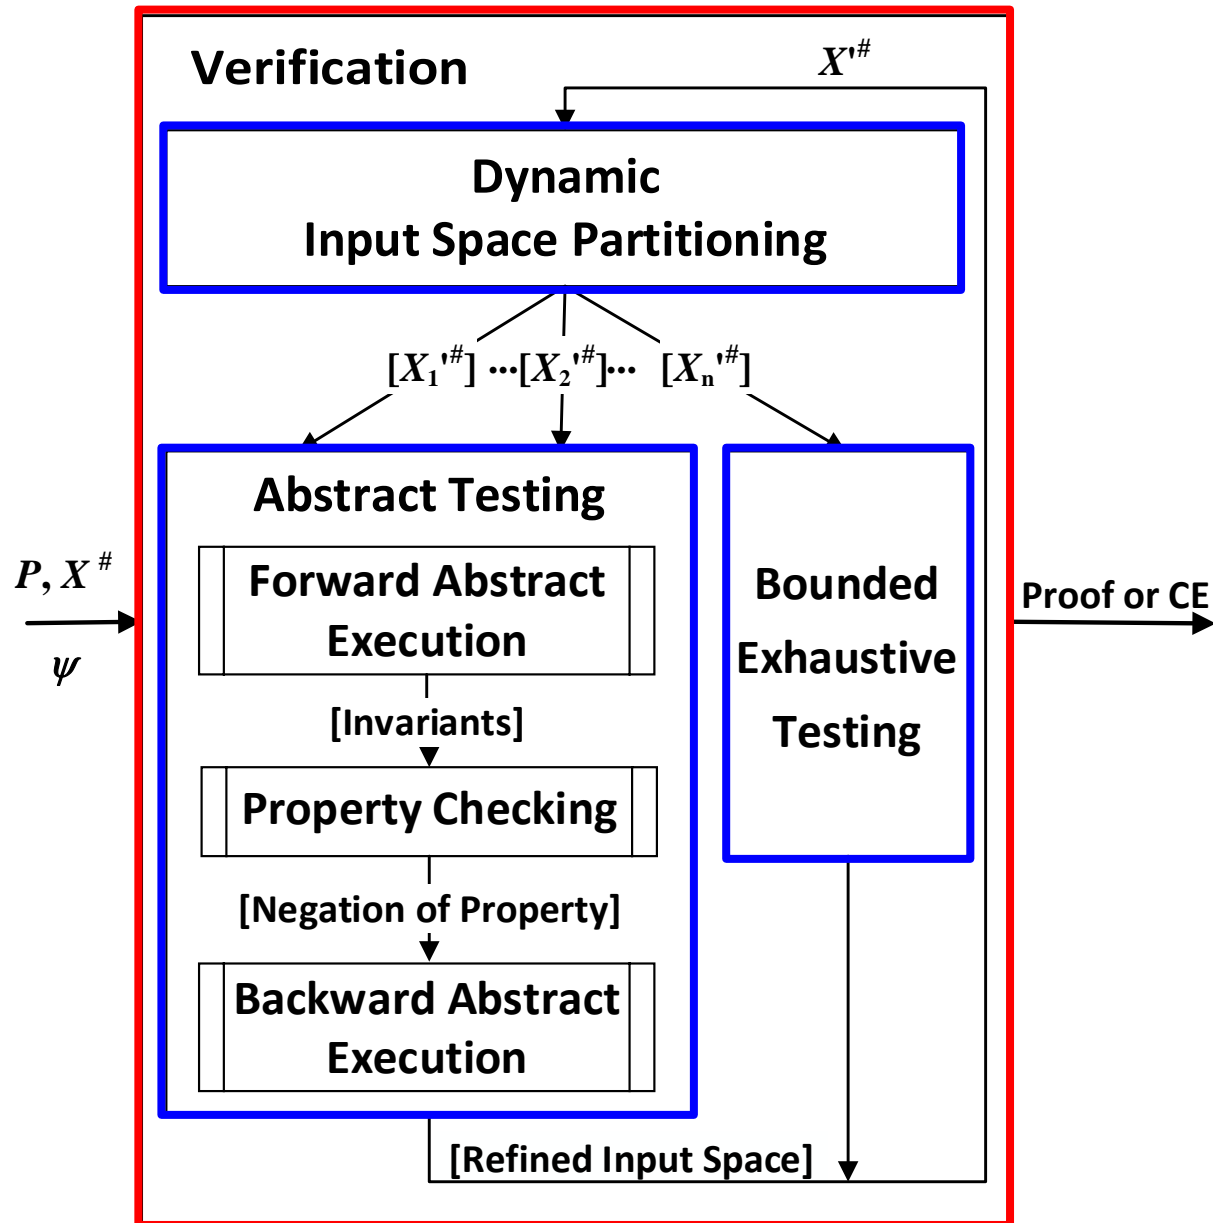 Verification
X'#
Dynamic
Input Space Partitioning
[X1'#] ...[X2'#]... [Xn'#]
Abstract Testing
Forward Abstract
Execution
[Invariants]
Property Checking
[Negation of Property]
Backward Abstract
Execution
Bounded
Exhaustive
Testing
[Refined Input Space]
P, X #
ψ
Proof or CE